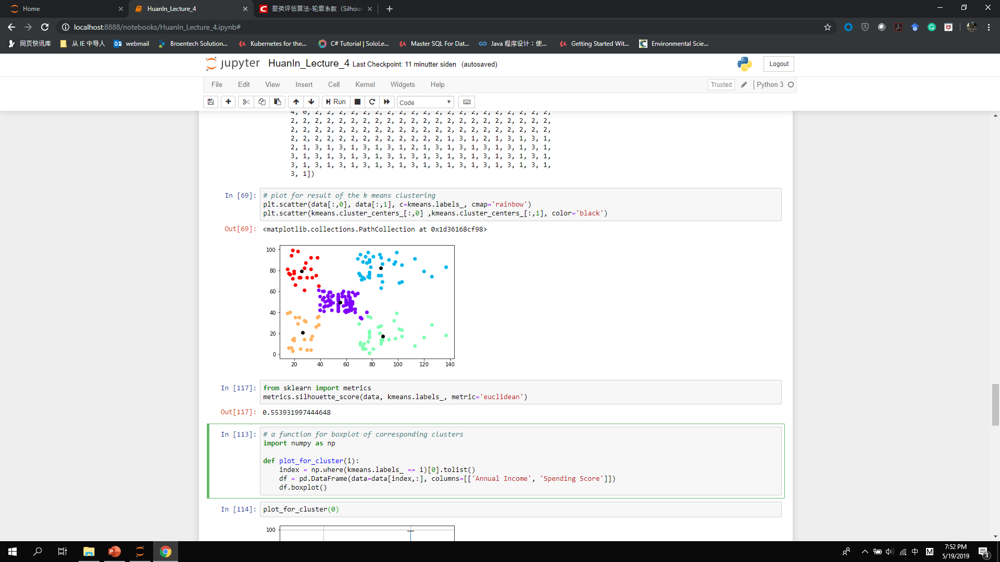 Home
HuanIn_Lecture_4
聚类评估算法-轮廓系数（Silhou
localhost:8888/notebooks/HuanIn_Lecture_4.ipynb#
网页快讯库
从 IE 中导入
webmail
Broentech Solution...
Kubernetes for the...
C# Tutorial | SoloLe...
Master SQL For Dat...
Java 程序设计：使...
Getting Started Wit...
Environmental Scie...
jupyter
HuanIn_Lecture_4 Last Checkpoint: 11 minutter siden (autosaved)
Logout
File Edit View Insert Cell Kernel Widgets Help
Trusted
Python 3
Run
Code
4, 0, 2, 2, 2, 2, 2, 2, 2, 2, 2, 2, 2, 2, 2, 2, 2, 2, 2, 2, 2, 2,
2, 2, 2, 2, 2, 2, 2, 2, 2, 2, 2, 2, 2, 2, 2, 2, 2, 2, 2, 2, 2, 2,
2, 2, 2, 2, 2, 2, 2, 2, 2, 2, 2, 2, 2, 2, 2, 2, 2, 2, 2, 2, 2, 2,
2, 2, 2, 2, 2, 2, 2, 2, 2, 2, 2, 2, 2, 1, 3, 1, 2, 1, 3, 1, 3, 1,
2, 1, 3, 1, 3, 1, 3, 1, 3, 1, 2, 1, 3, 1, 3, 1, 3, 1, 3, 1, 3, 1,
3, 1, 3, 1, 3, 1, 3, 1, 3, 1, 3, 1, 3, 1, 3, 1, 3, 1, 3, 1, 3, 1,
3, 1, 3, 1, 3, 1, 3, 1, 3, 1, 3, 1, 3, 1, 3, 1, 3, 1, 3, 1, 3, 1,
3, 1])
In [69]:
# plot for result of the k means clustering
plt.scatter(data[:,0], data[:,1], c=kmeans.labels_, cmap='rainbow')
plt.scatter(kmeans.cluster_centers_[:,0] ,kmeans.cluster_centers_[:,1], color='black')
Out[69]: <matplotlib.collections.PathCollection at 0x1d36168cf98>
100
80
60
40
20
0
20 40 60 80 100 120 140
In [117]:
from sklearn import metrics
metrics.silhouette_score(data, kmeans.labels_, metric='euclidean')
Out[117]: 0.553931997444648
In [113]:
# a function for boxplot of corresponding clusters
import numpy as np
def plot_for_cluster(i):
index = np.where(kmeans.labels_ == i)[0].tolist()
df = pd.DataFrame(data=data[index,:], columns=[['Annual Income', 'Spending Score']])
df.boxplot()
In [114]: plot_for_cluster(0)
100
中
M
7:52 PM
5/19/2019
3